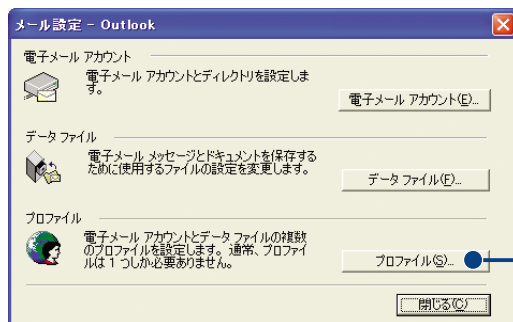 メール設定 - Outlook
電子メール アカウント
電子メール アカウントとディレクトリを設定しま
す。
電子メール アカウント(E)...
データ ファイル
電子メール メッセージとドキュメントを保存する
ために使用するファイルの設定を変更します。
データ ファイル(F)...
プロファイル
電子メール アカウントとデータ ファイルの複数
のプロファイルを設定します。通常、プロファイ
ルは 1 つしか必要ありません。
プロファイル(S)...
閉じる(C)